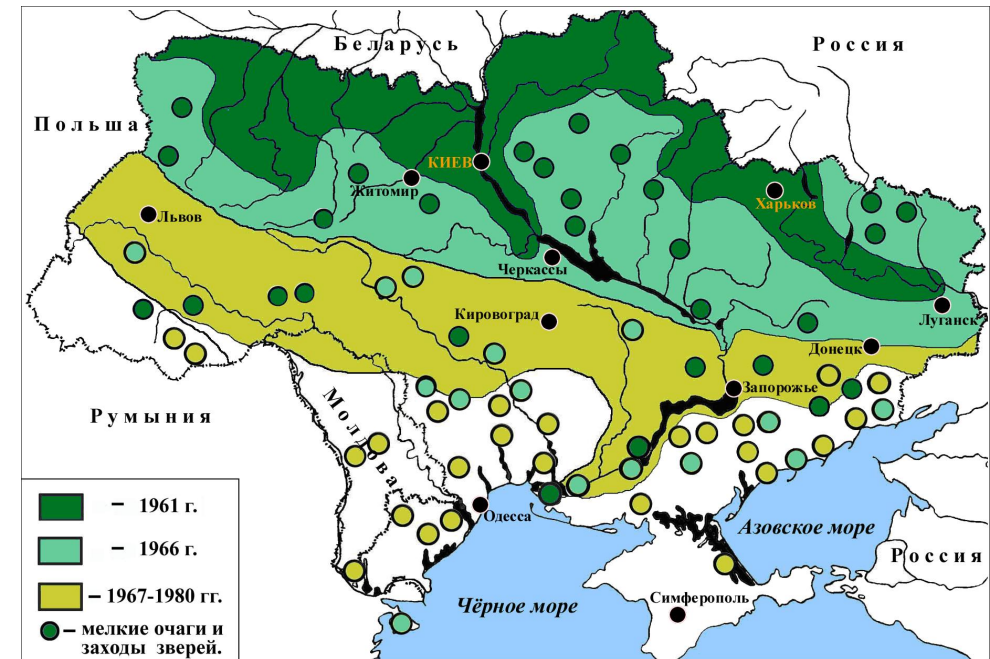 Беларусь
Россия
Польша
КИЕВ
Житомир
Харьков
Львов
Черкассы
Кировоград
Луганск
Донецк
Запорожье
Румыния
Молдова
Одесса
Азовское море
Россия
Чёрное море
Симферополь
– 1961 г.
– 1966 г.
– 1967-1980 гг.
– мелкие очаги и
заходы зверей.